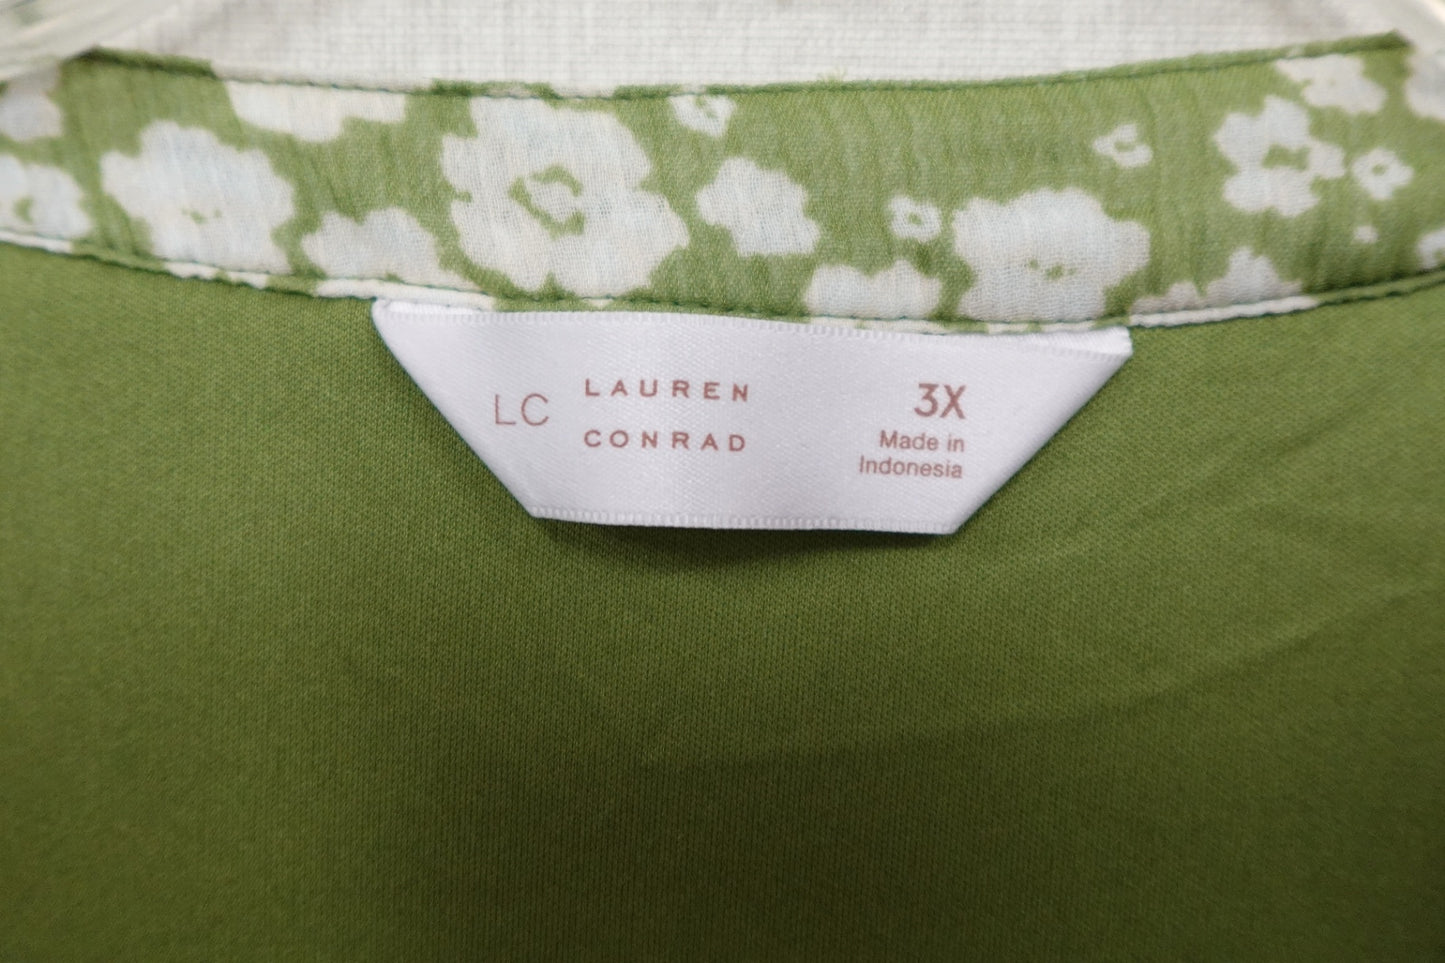 LC
LAUREN
CONRAD
3X
Made in
Indonesia